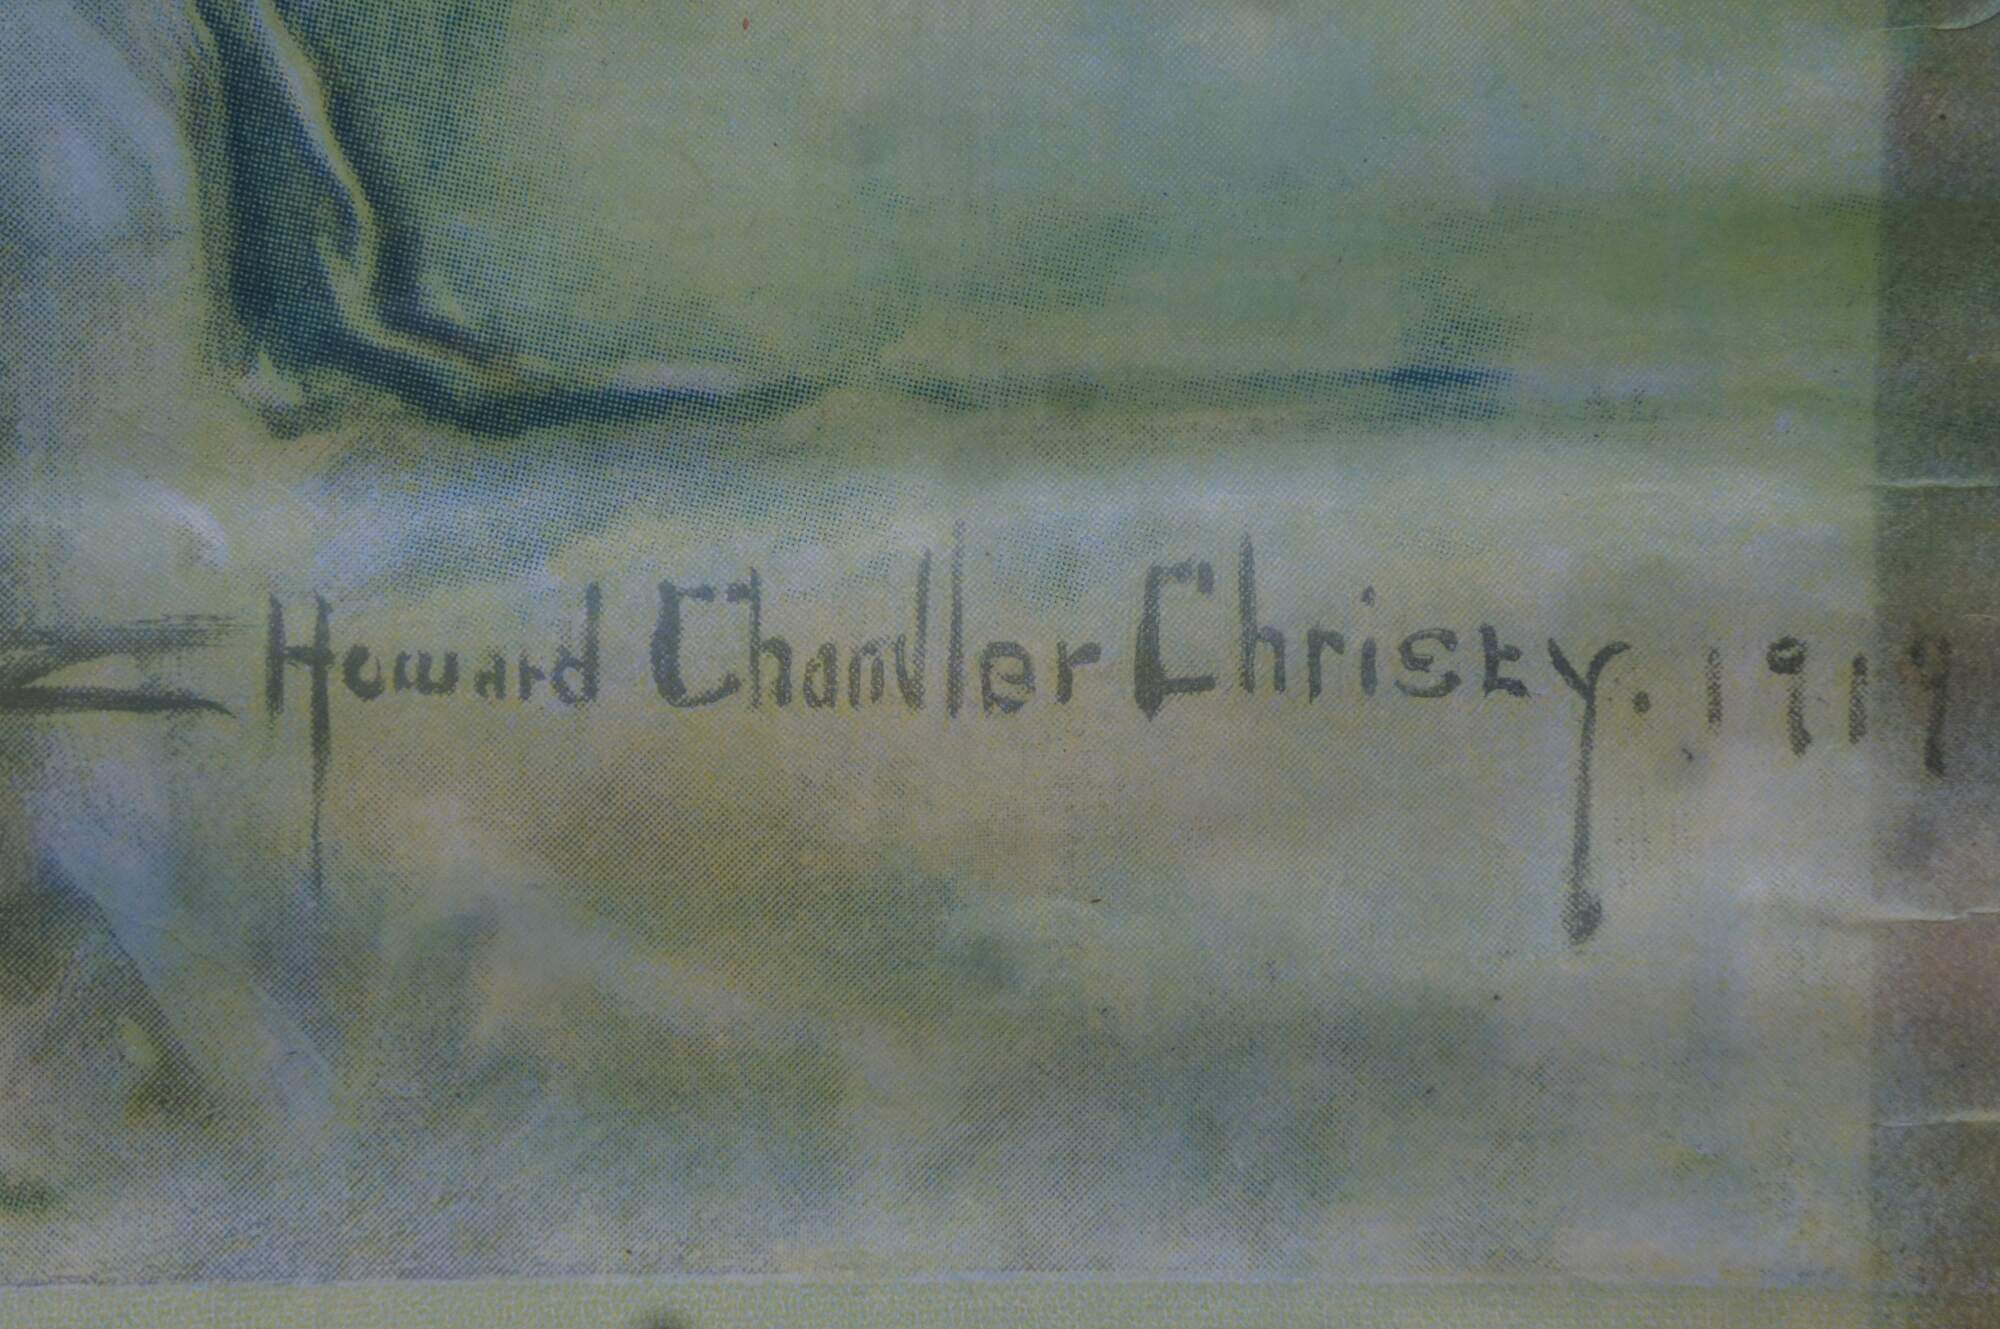 Howard Chandler Christy. 1919